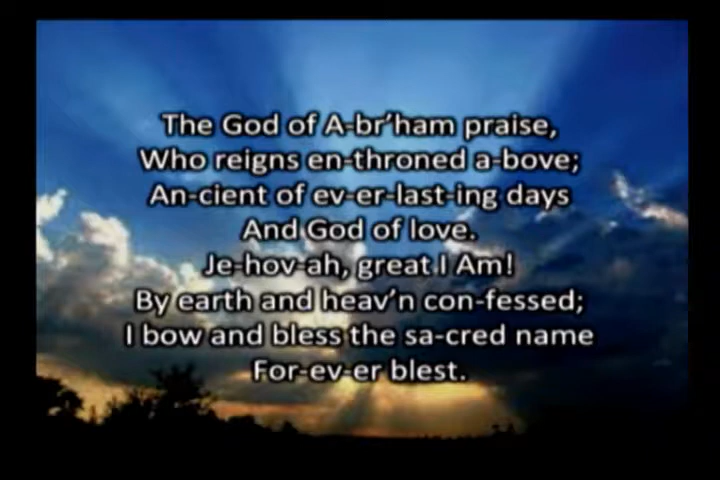 The God of A-br'ham praise,
Who reigns en-throned a-bove;
An-cient of ev-er-last-ing days
And God of love.
Je-hov-ah, great I Am!
By earth and heav'n con-fessed;
I bow and bless the sa-cred name
For-ev-er blest.